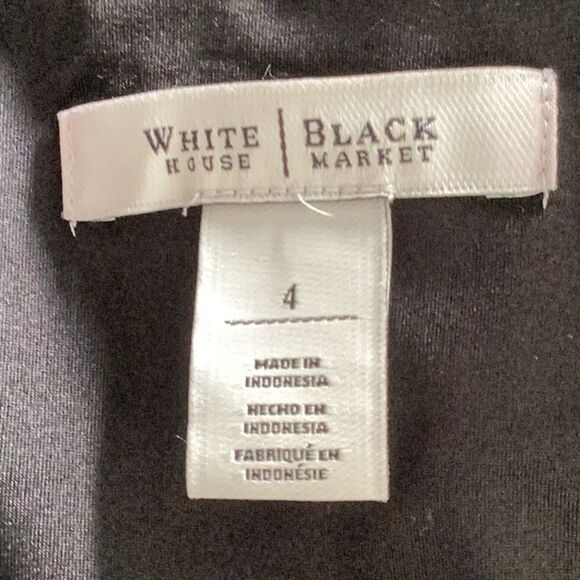 WHITE | BLACK
HOUSE MARKET
4
MADE IN
INDONESIA
HECHO EN
INDONESIA
FABRIQUÉ EN
INDONÉSIE